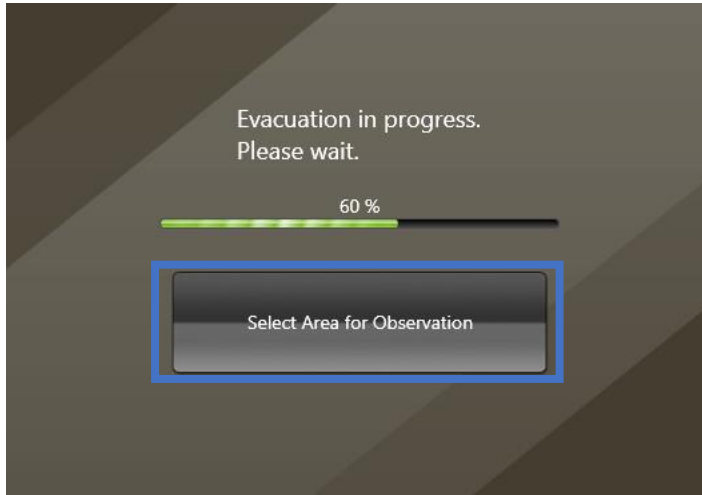 Evacuation in progress.
Please wait.
60 %
Select Area for Observation